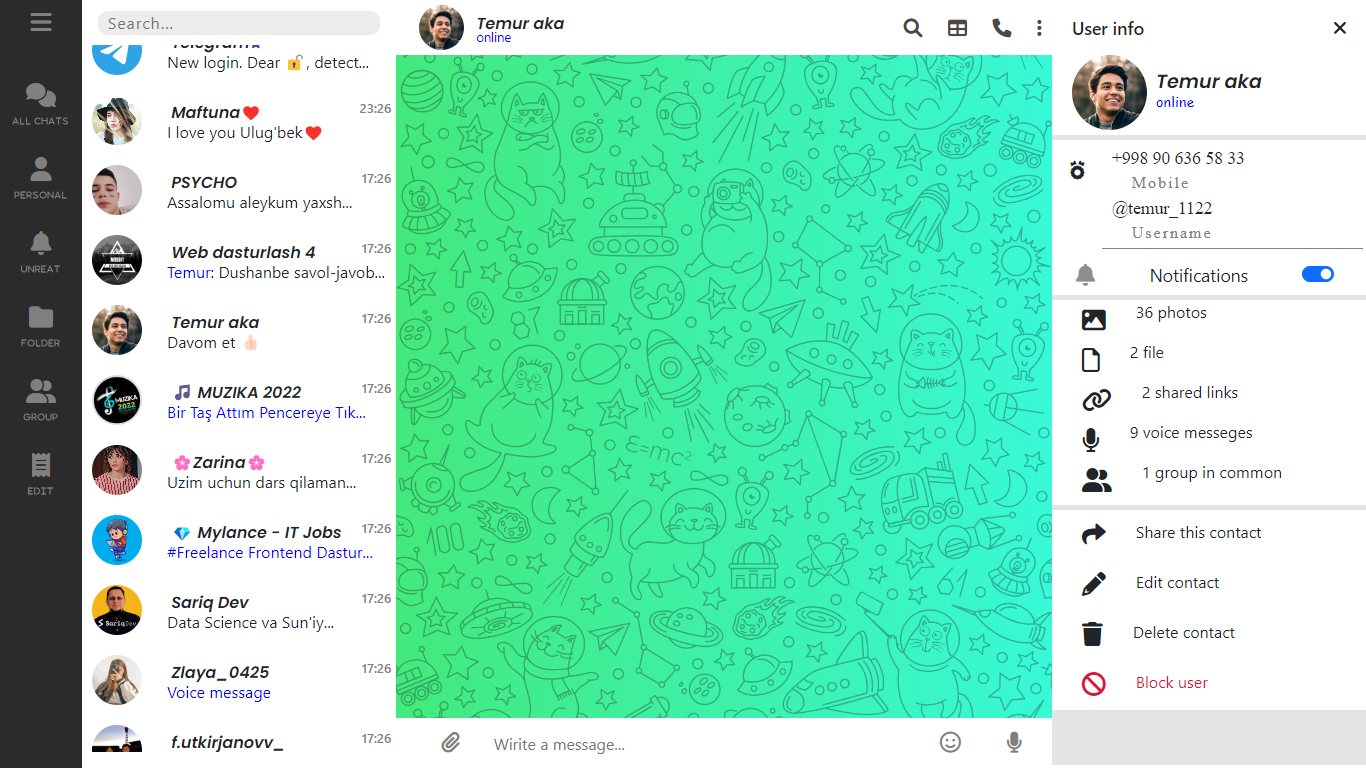 ALL CHATS
PERSONAL
UNREAT
FOLDER
GROUP
EDIT
Search...
Telegram
New login. Dear 🔓, detect...
Maftuna❤️ 23:26
I love you Ulug'bek❤️
PSYCHO 17:26
Assalomu aleykum yaxsh...
Web dasturlash 4 17:26
Temur: Dushanbe savol-javob...
Temur aka 17:26
Davom et 👍🏻
🎵 MUZIKA 2022 17:26
Bir Taş Attım Pencereye Tık...
MUZIKA
2022
🌸Zarina🌸 17:26
Uzim uchun dars qilaman...
💎 Mylance - IT Jobs 17:26
#Freelance Frontend Dastur...
Sariq Dev 17:26
Data Science va Sun'iy...
SariqDev
Zlaya_0425 17:26
Voice message
f.utkirjanovv_ 17:26
Temur aka
online
E=mc²
Wirite a message...
User info
Temur aka
online
+998 90 636 58 33
Mobile
@temur_1122
Username
Notifications
36 photos
2 file
2 shared links
9 voice messeges
1 group in common
Share this contact
Edit contact
Delete contact
Block user